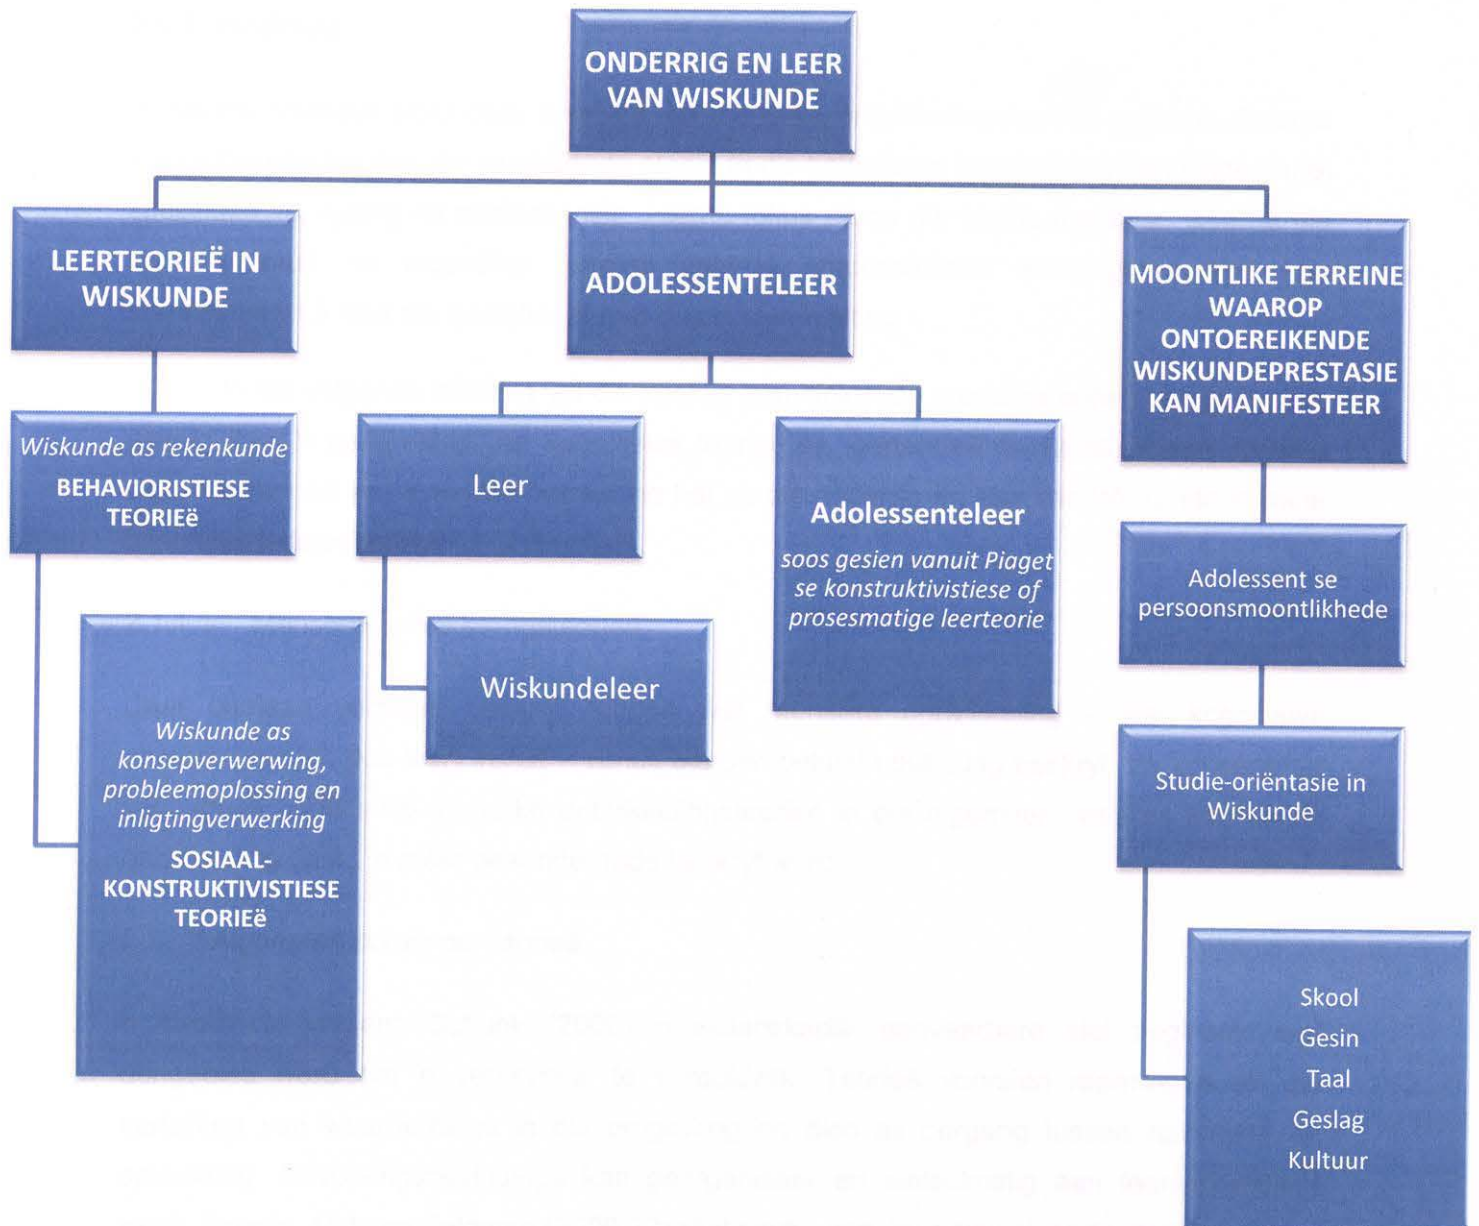 ONDERRIG EN LEER
VAN WISKUNDE
LEERTEORIEË IN
WISKUNDE
ADOLESSENTELEER
MOONTLIKE TERREINE
WAAROP
ONTOEREIKENDE
WISKUNDEPRESTASIE
KAN MANIFESTEER
Wiskunde as rekenkunde
BEHAVIORISTIESE
TEORIEë
Leer
Adolessenteleer
soos gesien vanuit Piaget
se konstruktivistiese of
prosesmatige leerteorie
Adolessent se
persoonsmoontlikhede
Wiskunde as
konsepverwerwing,
probleemoplossing en
inligtingverwerking
SOSIAAL-
KONSTRUKTIVISTIESE
TEORIEë
Wiskundeleer
Studie-oriëntasie in
Wiskunde
Skool
Gesin
Taal
Geslag
Kultuur